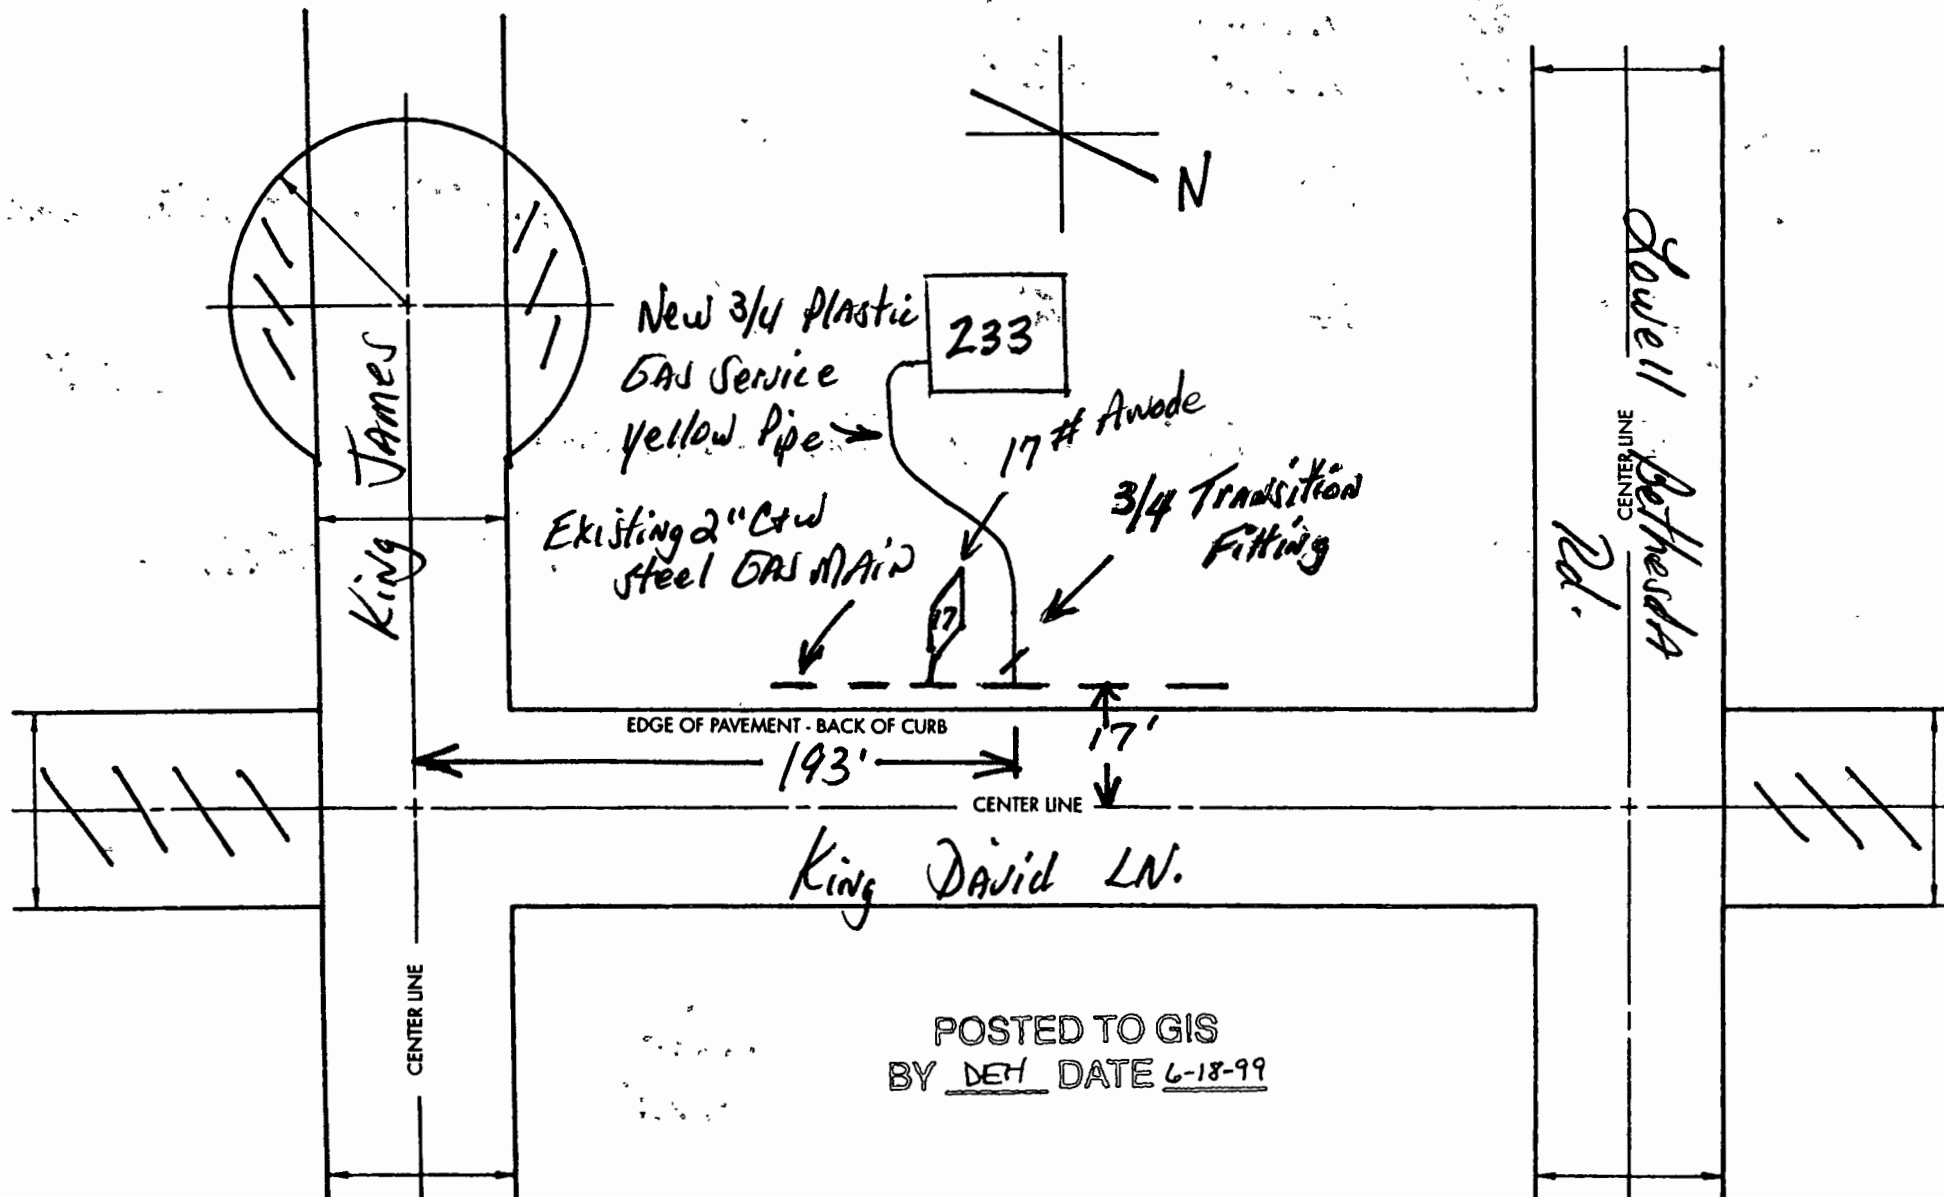 N
New 3/4 Plastic
GAS Service
yellow Pipe
233
17 # Anode
3/4 Transition
Fitting
Existing 2" C+W
steel GAS MAIN
17
King James
Lowell Bethesda
Rd.
CENTER LINE
EDGE OF PAVEMENT - BACK OF CURB
193'
17'
CENTER LINE
King David LN.
CENTER LINE
POSTED TO GIS
BY DEH DATE 6-18-99